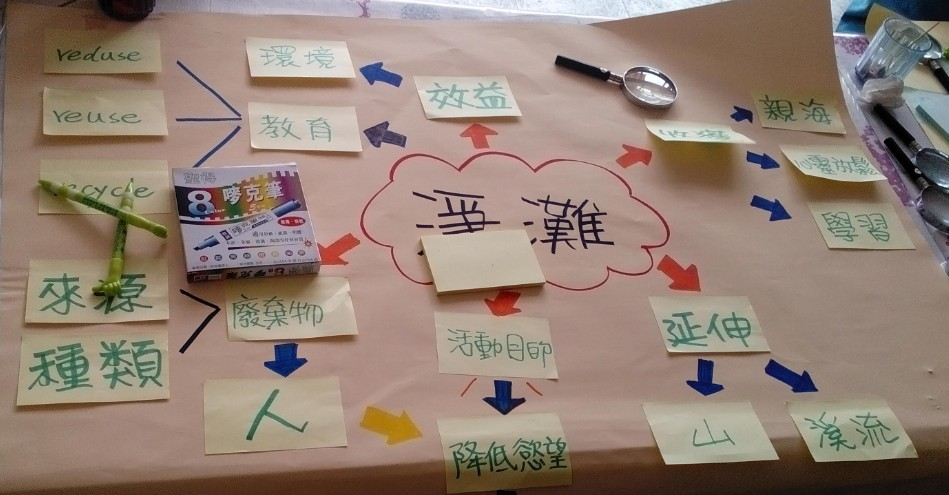 reduse
環境
效益
親海
reuse
教育
recycle
8
嘜克筆
淨灘
學習
來源
廢棄物
活動目的
延伸
種類
人
降低慾望
山
溪流